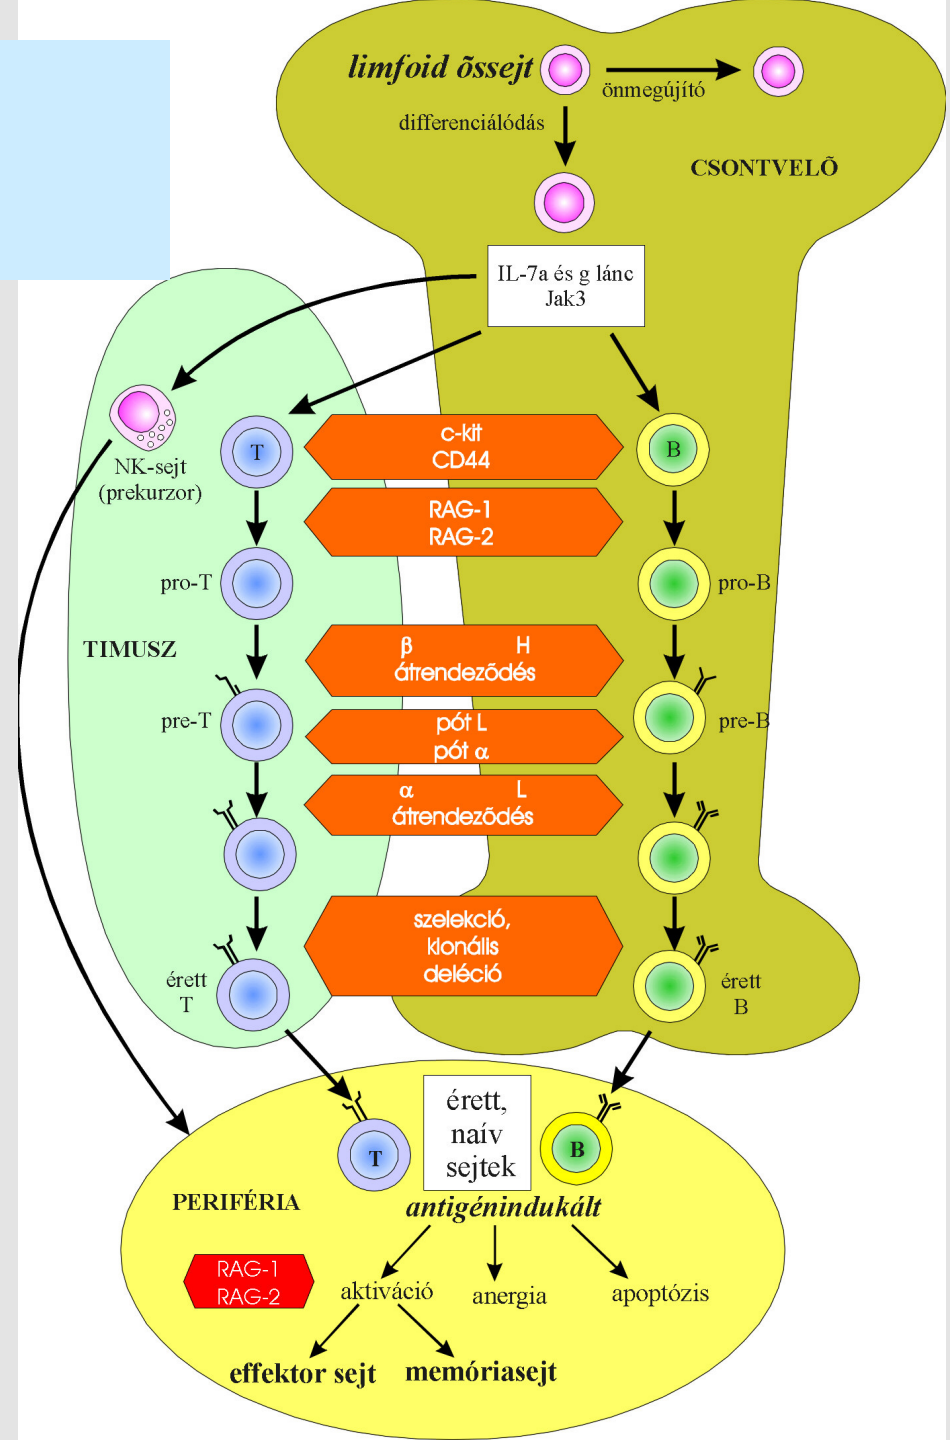 limfoid õssejt
önmegújító
differenciálódás
CSONTVELÕ
IL-7a és g lánc
Jak3
NK-sejt
(prekurzor)
T
c-kit
CD44
B
RAG-1
RAG-2
pro-T
pro-B
TIMUSZ
β H
átrendezõdés
pre-T
pót L
pót α
pre-B
α L
átrendezõdés
szelekció,
klonális
deléció
érett
T
érett
B
érett,
naív
sejtek
T
B
PERIFÉRIA
antigénindukált
RAG-1
RAG-2
aktiváció
anergia
apoptózis
effektor sejt
memóriasejt